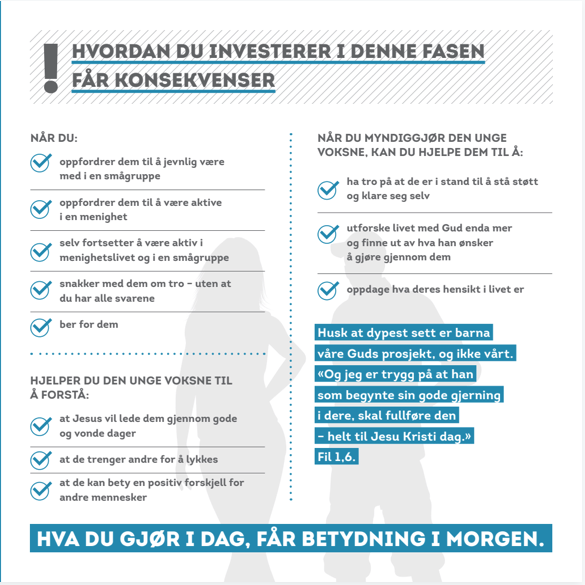 !
HVORDAN DU INVESTERER I DENNE FASEN
FÅR KONSEKVENSER
NÅR DU:
oppfordrer dem til å jevnlig være
med i en smågruppe
oppfordrer dem til å være aktive
i en menighet
selv fortsetter å være aktiv i
menighetslivet og i en smågruppe
snakker med dem om tro – uten at
du har alle svarene
ber for dem
HJELPER DU DEN UNGE VOKSNE TIL
Å FORSTÅ:
at Jesus vil lede dem gjennom gode
og vonde dager
at de trenger andre for å lykkes
at de kan bety en positiv forskjell for
andre mennesker
NÅR DU MYNDIGGJØR DEN UNGE
VOKSNE, KAN DU HJELPE DEM TIL Å:
ha tro på at de er i stand til å stå støtt
og klare seg selv
utforske livet med Gud enda mer
og finne ut av hva han ønsker
å gjøre gjennom dem
oppdage hva deres hensikt i livet er
Husk at dypest sett er barna
våre Guds prosjekt, og ikke vårt.
«Og jeg er trygg på at han
som begynte sin gode gjerning
i dere, skal fullføre den
– helt til Jesu Kristi dag.»
Fil 1,6.
HVA DU GJØR I DAG, FÅR BETYDNING I MORGEN.